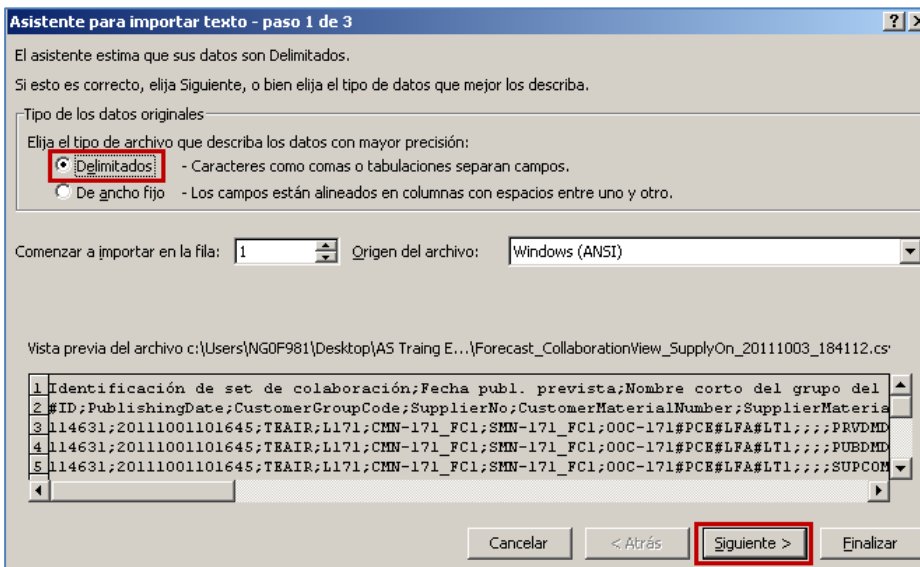 Asistente para importar texto - paso 1 de 3
El asistente estima que sus datos son Delimitados.
Si esto es correcto, elija Siguiente, o bien elija el tipo de datos que mejor los describa.
Tipo de los datos originales
Elija el tipo de archivo que describa los datos con mayor precisión:
Delimitados - Caracteres como comas o tabulaciones separan campos.
De ancho fijo - Los campos están alineados en columnas con espacios entre uno y otro.
Comenzar a importar en la fila: 1 Origen del archivo: Windows (ANSI)
Vista previa del archivo c:\Users\NG0F981\Desktop\AS Traing E...\Forecast_CollaborationView_SupplyOn_20111003_184112.cs
1 Identificación de set de colaboración;Fecha publ. prevista;Nombre corto del grupo del
2 #ID;PublishingDate;CustomerGroupCode;SupplierNo;CustomerMaterialNumber;SupplierMateria
3 114631;20111001101645;TEAIR;L171;CMN-171_FC1;SMN-171_FC1;OOC-171#PCE#LFA#LT1;;;;PRVDMD
4 114631;20111001101645;TEAIR;L171;CMN-171_FC1;SMN-171_FC1;OOC-171#PCE#LFA#LT1;;;;PUBDMD
5 114631;20111001101645;TEAIR;L171;CMN-171_FC1;SMN-171_FC1;OOC-171#PCE#LFA#LT1;;;;SUPCOM
Cancelar < Atrás Siguiente > Finalizar